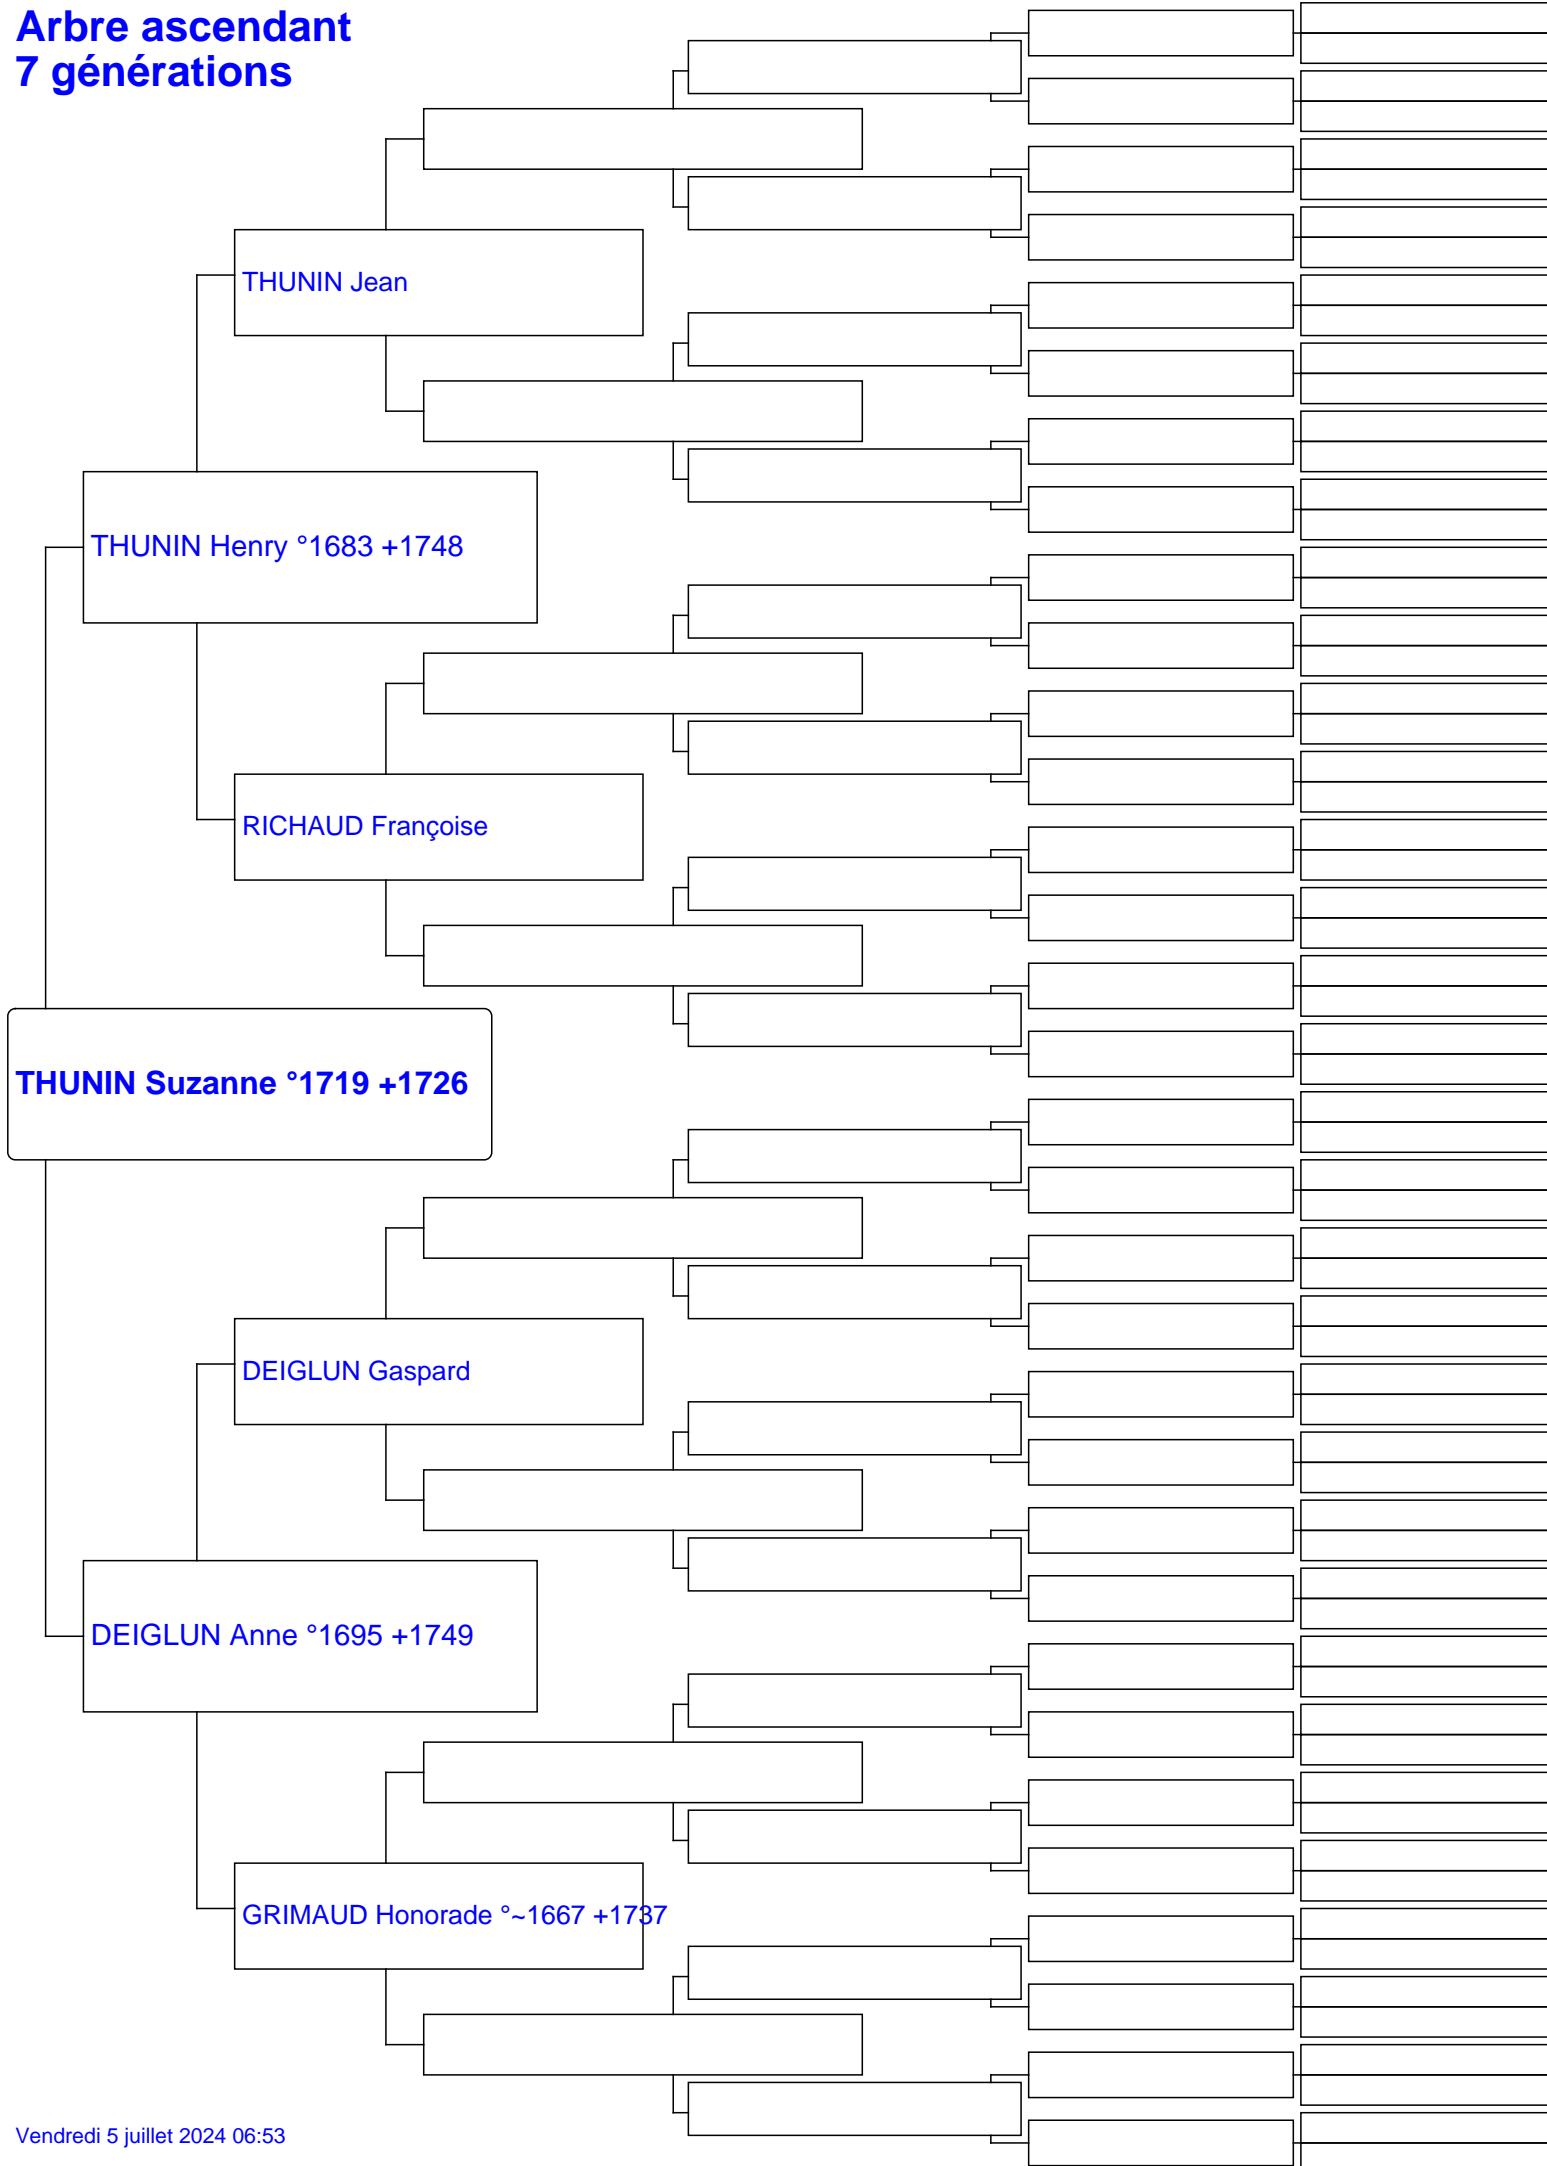 Arbre ascendant
7 générations
THUNIN Jean
THUNIN Henry °1683 +1748
RICHAUD Françoise
THUNIN Suzanne °1719 +1726
DEIGLUN Gaspard
DEIGLUN Anne °1695 +1749
GRIMAUD Honorade °~1667 +1737
Vendredi 5 juillet 2024 06:53